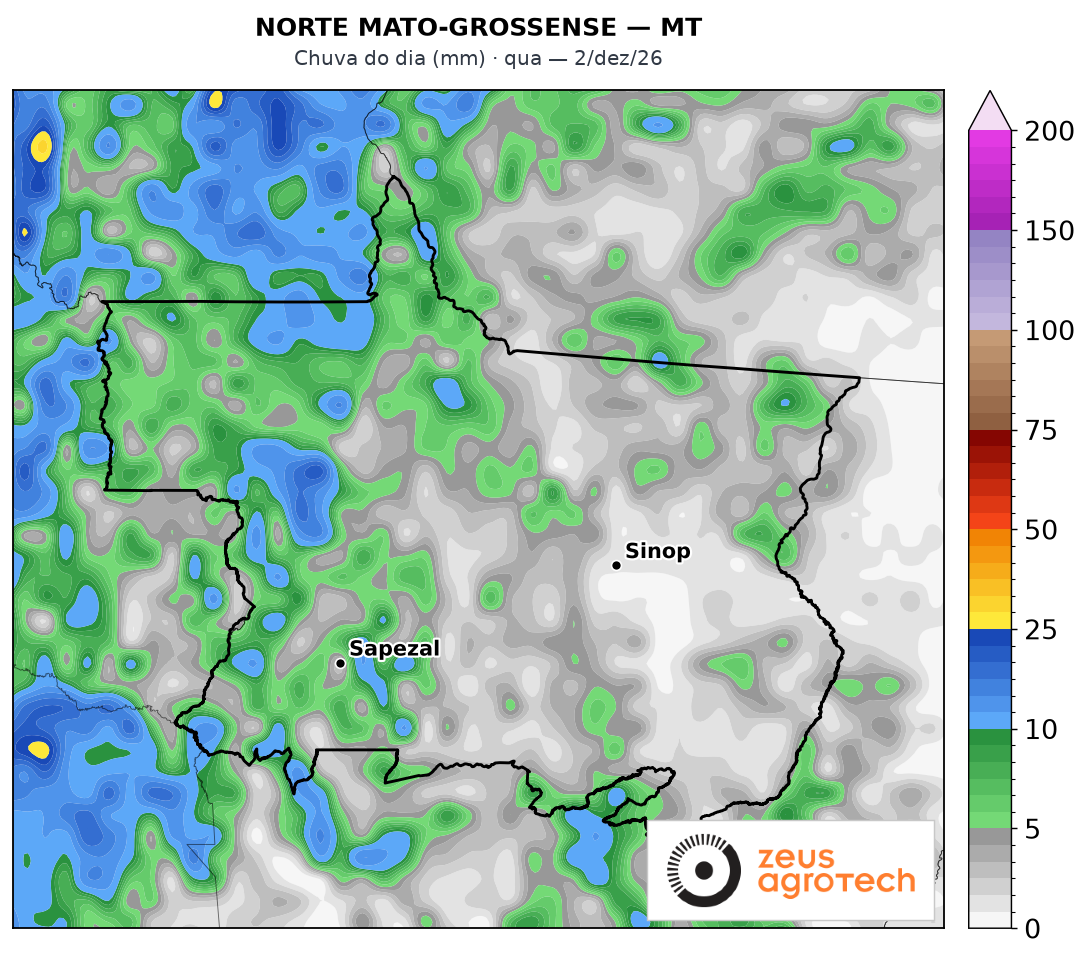 NORTE MATO-GROSSENSE — MT
Chuva do dia (mm) · qua — 2/dez/26
200
150
100
75
50
25
10
5
0
Sinop
Sapezal
zeus
agrotech